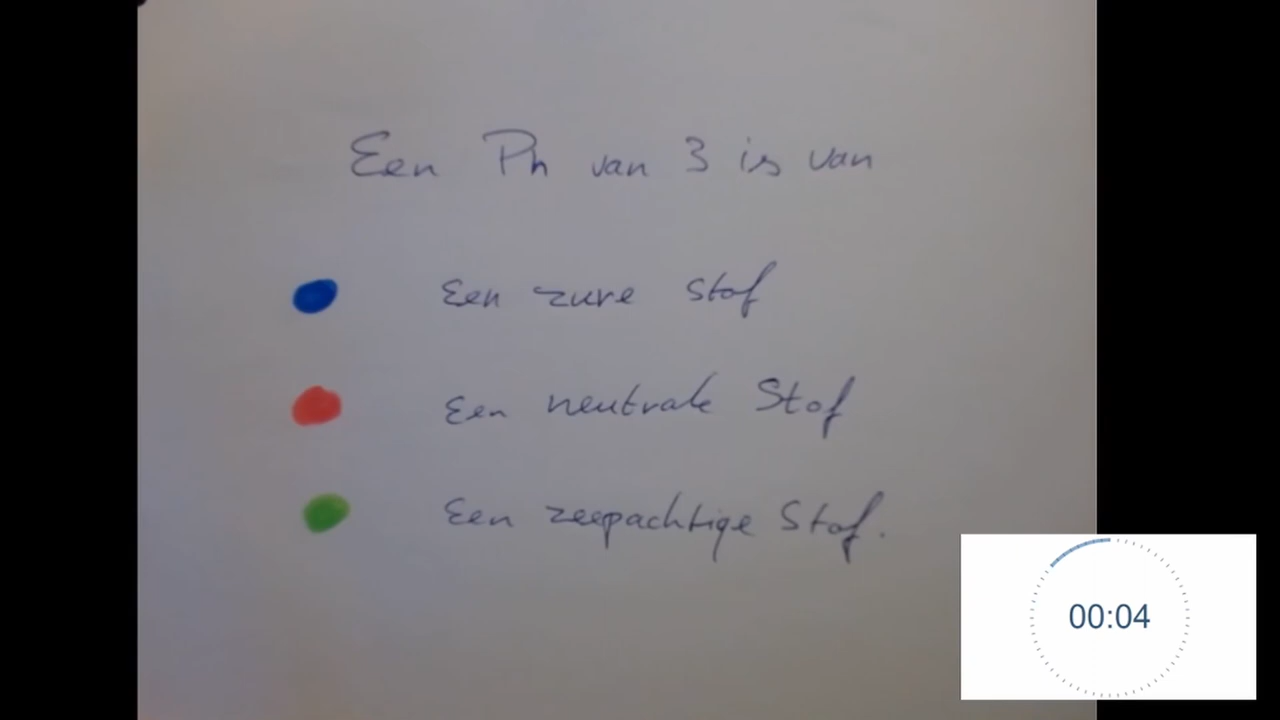 Een Ph van 3 is van
Een zure stof
Een neutrale Stof
Een zeepachtige Stof.
00:04